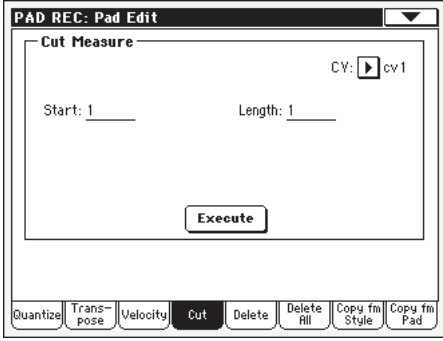 PAD REC: Pad Edit
Cut Measure
CV: cv1
Start: 1 Length: 1
Execute
Quantize Trans-pose Velocity Cut Delete Delete All Copy fm Style Copy fm Pad